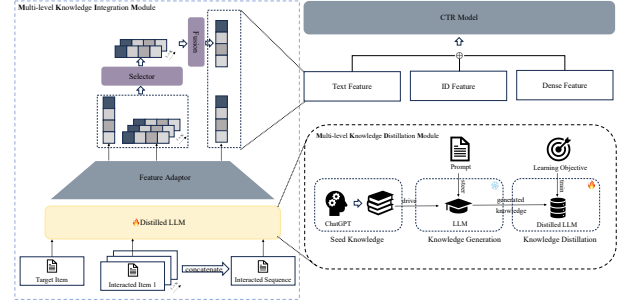 Multi-level Knowledge Integration Module
Fusion
Selector
Feature Adaptor
Distilled LLM
Target Item
Interacted Item 1
concatenate
Interacted Sequence
CTR Model
Text Feature
ID Feature
Dense Feature
Multi-level Knowledge Distillation Module
Prompt
Learning Objective
steer
train
ChatGPT
drive
LLM
generated
knowledge
Distilled LLM
Seed Knowledge
Knowledge Generation
Knowledge Distillation